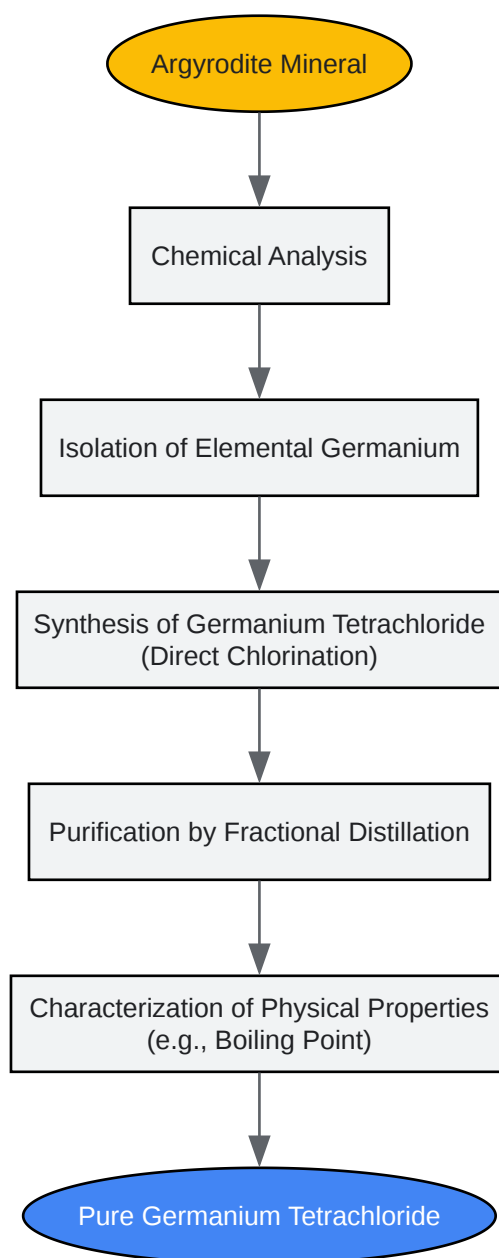 Argyrodite Mineral
Chemical Analysis
Isolation of Elemental Germanium
Synthesis of Germanium Tetrachloride
(Direct Chlorination)
Purification by Fractional Distillation
Characterization of Physical Properties
(e.g., Boiling Point)
Pure Germanium Tetrachloride